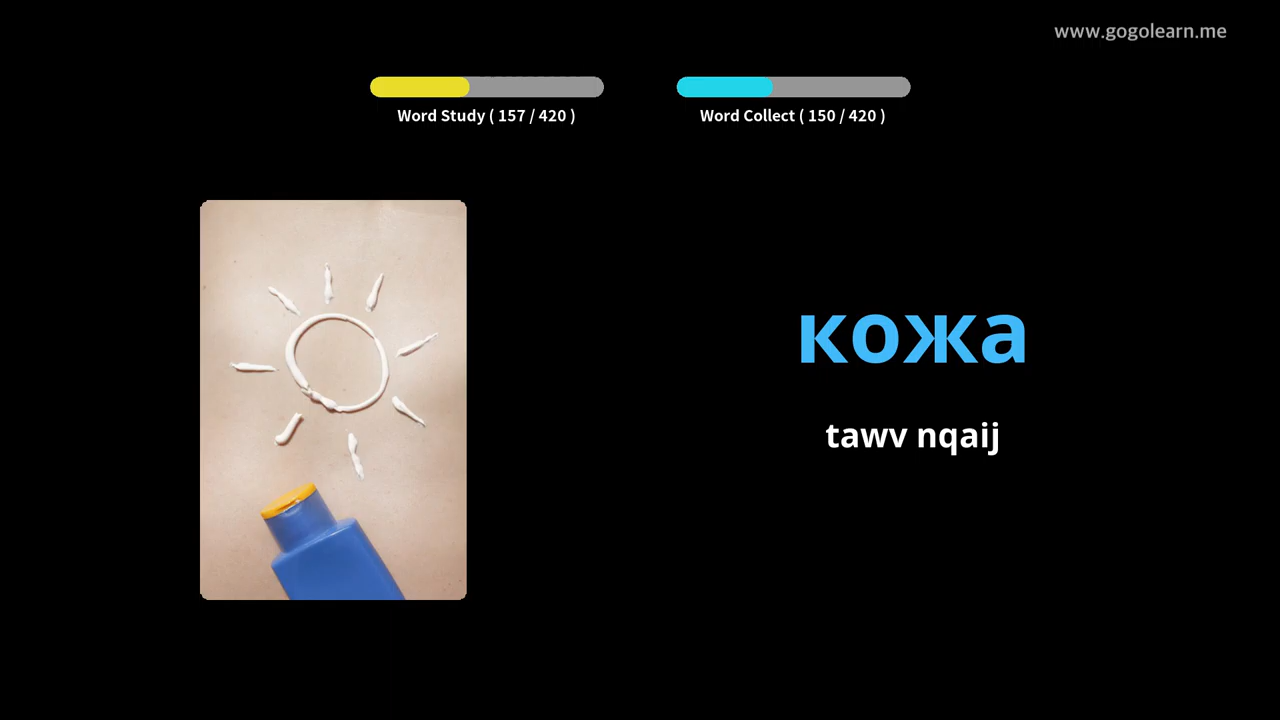 www.gogolearn.me
Word Study ( 157 / 420 )
Word Collect ( 150 / 420 )
кожа
tawv nqaij